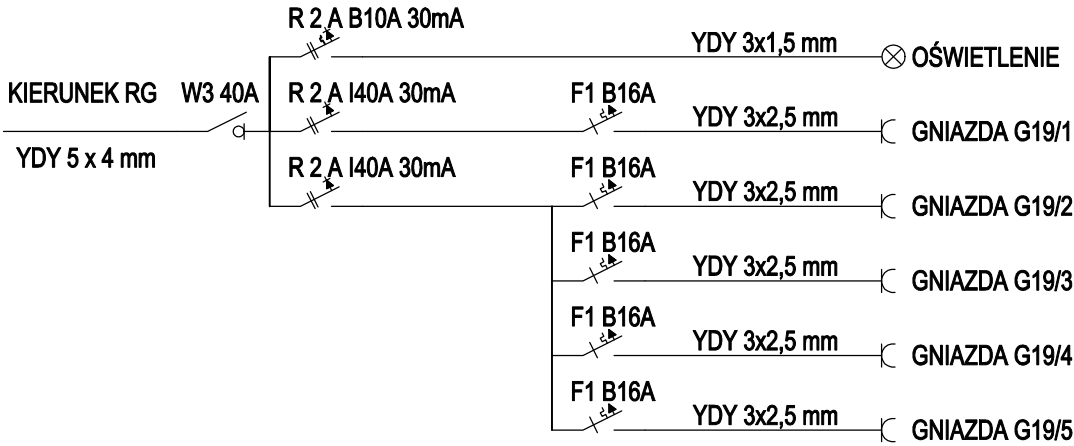 R 2 A B10A 30mA
YDY 3x1,5 mm
OŚWIETLENIE
KIERUNEK RG
W3 40A
R 2 A I40A 30mA
F1 B16A
YDY 3x2,5 mm
GNIAZDA G19/1
YDY 5 x 4 mm
R 2 A I40A 30mA
F1 B16A
YDY 3x2,5 mm
GNIAZDA G19/2
F1 B16A
YDY 3x2,5 mm
GNIAZDA G19/3
F1 B16A
YDY 3x2,5 mm
GNIAZDA G19/4
F1 B16A
YDY 3x2,5 mm
GNIAZDA G19/5